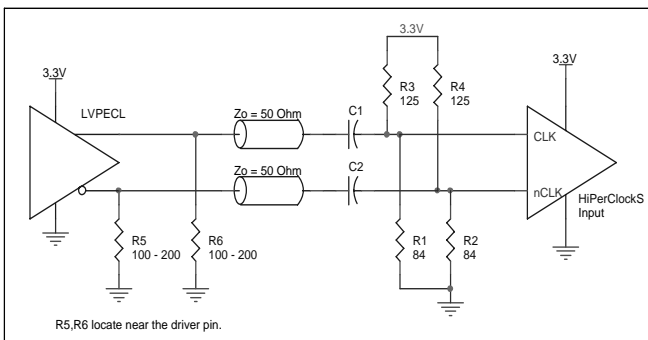 3.3V
3.3V
3.3V
R3
125
R4
125
LVPECL
Zo = 50 Ohm
C1
CLK
Zo = 50 Ohm
C2
nCLK
HiPerClockS
Input
R5
100 - 200
R6
100 - 200
R1
84
R2
84
R5,R6 locate near the driver pin.